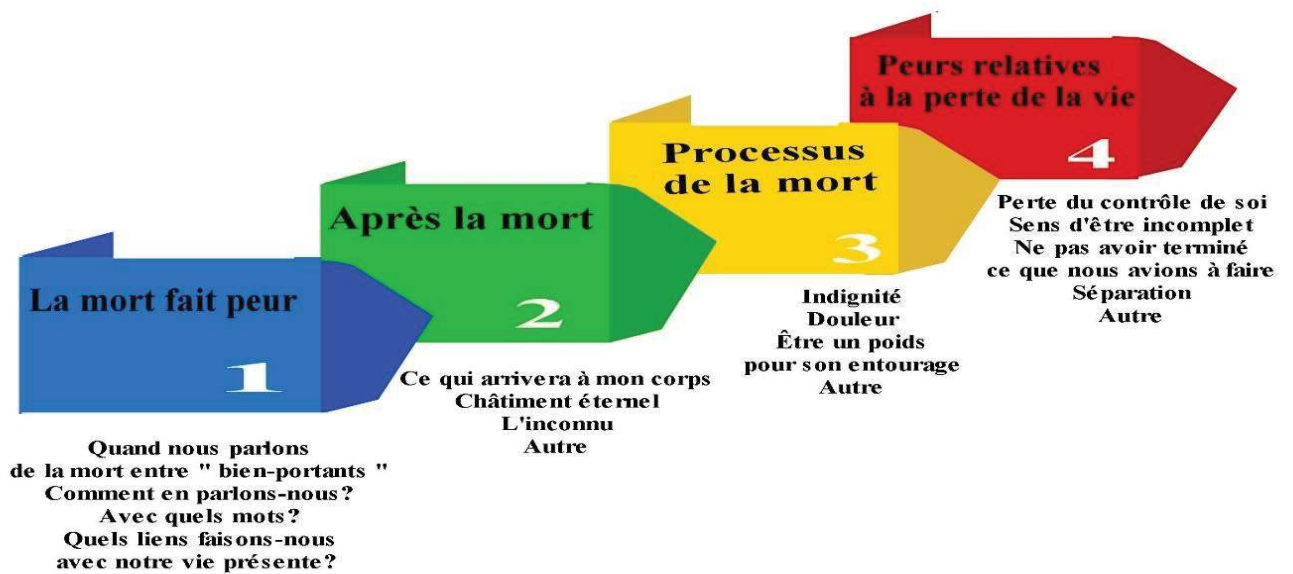 La mort fait peur
1
Quand nous parlons
de la mort entre " bien-portants "
Comment en parlons-nous?
Avec quels mots?
Quels liens faisons-nous
avec notre vie présente?
Après la mort
2
Ce qui arrivera à mon corps
Châtiment éternel
L'inconnu
Autre
Processus
de la mort
3
Indignité
Douleur
Être un poids
pour son entourage
Autre
Peurs relatives
à la perte de la vie
4
Perte du contrôle de soi
Sens d'être incomplet
Ne pas avoir terminé
ce que nous avions à faire
Séparation
Autre